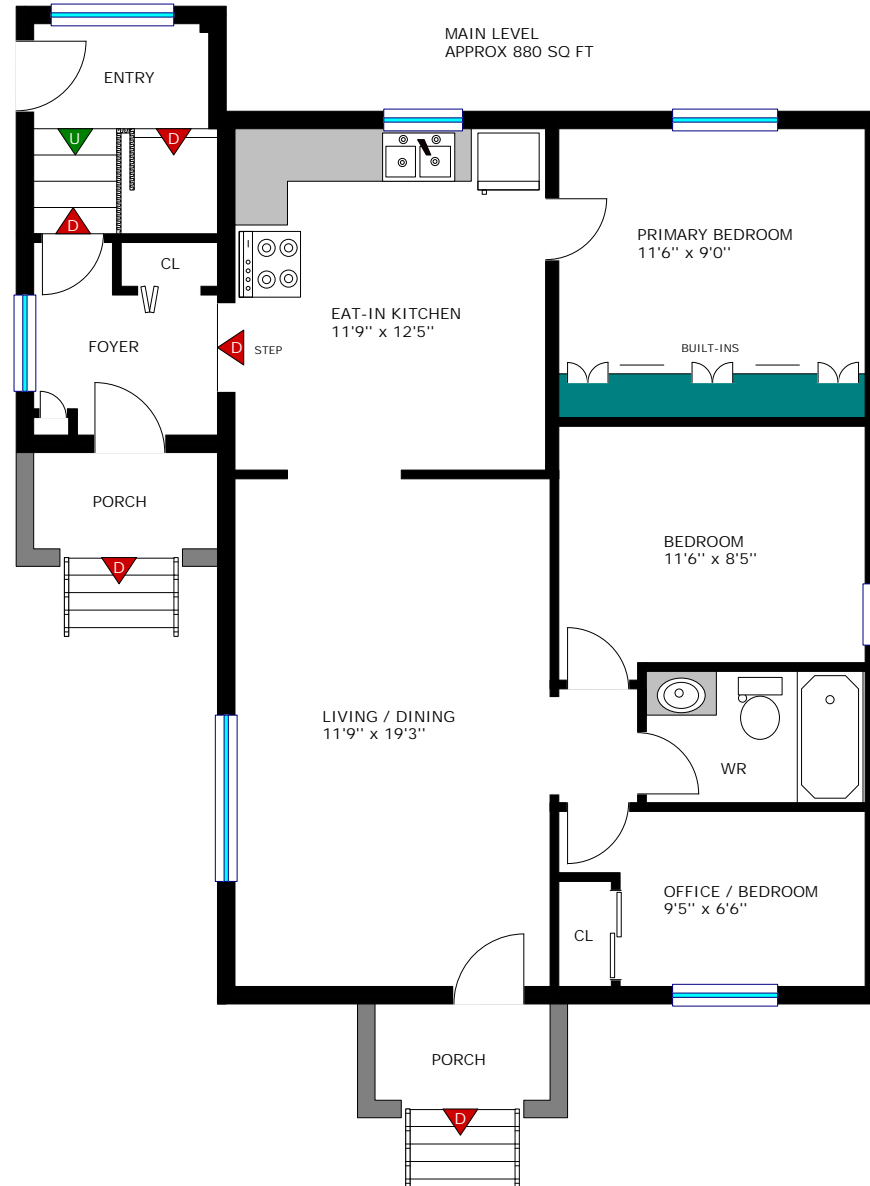 MAIN LEVEL
APPROX 880 SQ FT
ENTRY
U
D
D
CL
PRIMARY BEDROOM
11'6'' x 9'0''
EAT-IN KITCHEN
11'9'' x 12'5''
FOYER
D
STEP
BUILT-INS
PORCH
D
BEDROOM
11'6'' x 8'5''
LIVING / DINING
11'9'' x 19'3''
WR
OFFICE / BEDROOM
9'5'' x 6'6''
CL
PORCH
D